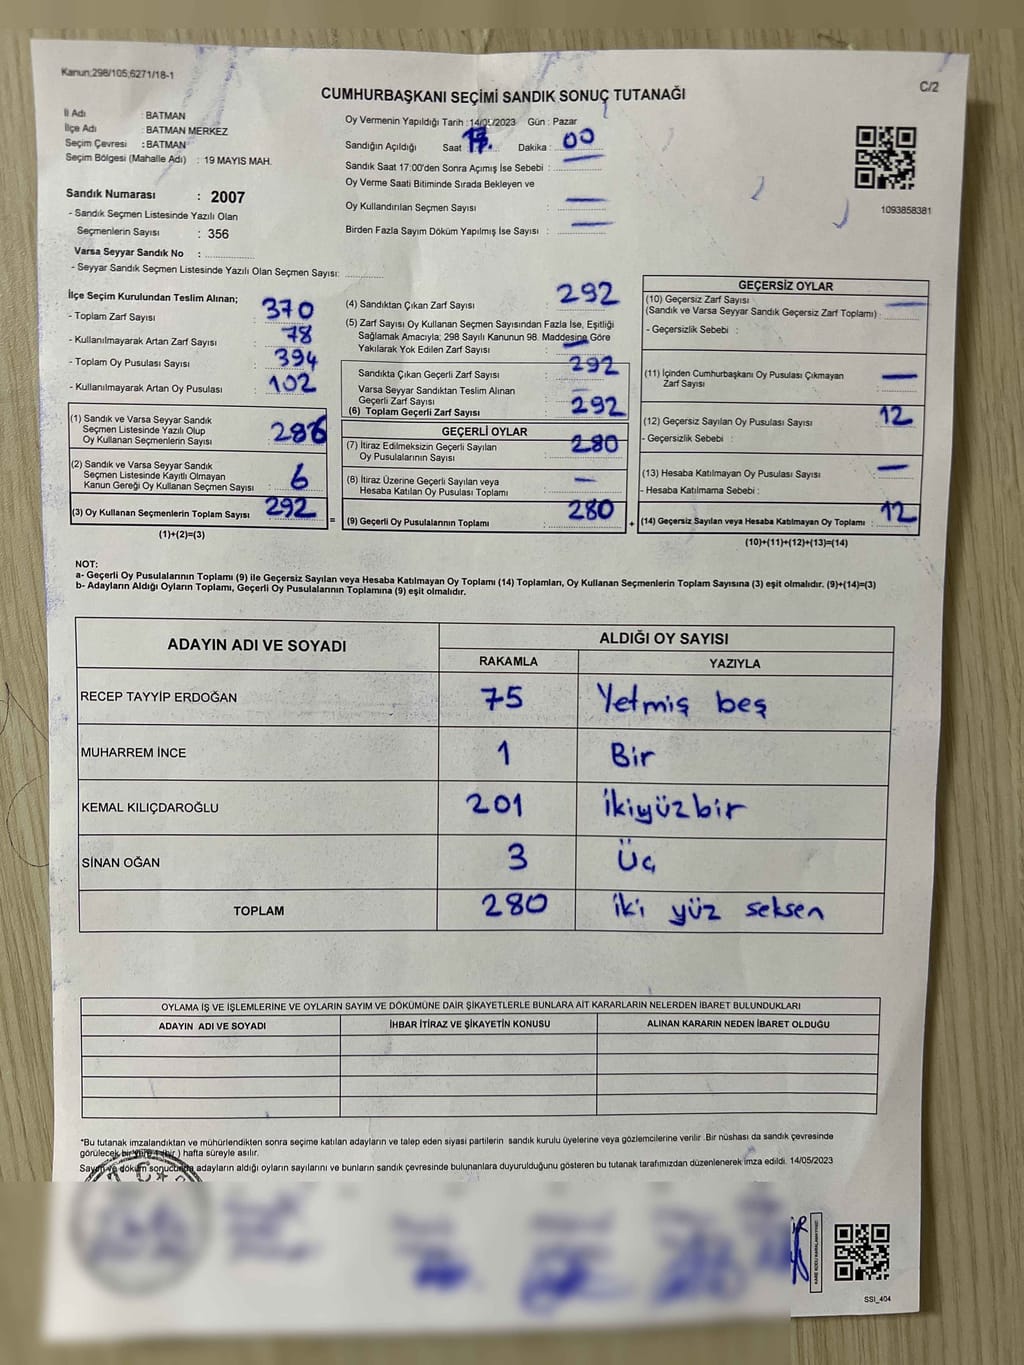 Kanun;298/105;6271/18-1
C/2
CUMHURBAŞKANI SEÇİMİ SANDIK SONUÇ TUTANAĞI
İl Adı : BATMAN
İlçe Adı : BATMAN MERKEZ
Seçim Çevresi : BATMAN
Seçim Bölgesi (Mahalle Adı) : 19 MAYIS MAH.
Sandık Numarası : 2007
- Sandık Seçmen Listesinde Yazılı Olan
Seçmenlerin Sayısı : 356
Varsa Seyyar Sandık No :
- Seyyar Sandık Seçmen Listesinde Yazılı Olan Seçmen Sayısı:
Oy Vermenin Yapıldığı Tarih :14/05/2023 Gün : Pazar
Sandığın Açıldığı Saat : Dakika : 00
Sandık Saat 17:00'den Sonra Açımış İse Sebebi : —
Oy Verme Saati Bitiminde Sırada Bekleyen ve
Oy Kullandırılan Seçmen Sayısı : —
Birden Fazla Sayım Döküm Yapılmış İse Sayısı : —
1093858381
İlçe Seçim Kurulundan Teslim Alınan;
- Toplam Zarf Sayısı : 370
- Kullanılmayarak Artan Zarf Sayısı : 78
- Toplam Oy Pusulası Sayısı : 394
- Kullanılmayarak Artan Oy Pusulası : 102
(1) Sandık ve Varsa Seyyar Sandık
Seçmen Listesinde Yazılı Olup
Oy Kullanan Seçmenlerin Sayısı : 286
(2) Sandık ve Varsa Seyyar Sandık
Seçmen Listesinde Kayıtlı Olmayan
Kanun Gereği Oy Kullanan Seçmen Sayısı : 6
(3) Oy Kullanan Seçmenlerin Toplam Sayısı : 292
(1)+(2)=(3)
=
(4) Sandıktan Çıkan Zarf Sayısı : 292
(5) Zarf Sayısı Oy Kullanan Seçmen Sayısından Fazla İse, Eşitliği
Sağlamak Amacıyla; 298 Sayılı Kanunun 98. Maddesine Göre
Yakılarak Yok Edilen Zarf Sayısı : —
Sandıkta Çıkan Geçerli Zarf Sayısı : 292
Varsa Seyyar Sandıktan Teslim Alınan
Geçerli Zarf Sayısı : —
(6) Toplam Geçerli Zarf Sayısı : 292
GEÇERLİ OYLAR
(7) İtiraz Edilmeksizin Geçerli Sayılan
Oy Pusulalarının Sayısı : 280
(8) İtiraz Üzerine Geçerli Sayılan veya
Hesaba Katılan Oy Pusulası Toplamı : —
(9) Geçerli Oy Pusulalarının Toplamı : 280
+
GEÇERSİZ OYLAR
(10) Geçersiz Zarf Sayısı
(Sandık ve Varsa Seyyar Sandık Geçersiz Zarf Toplamı) : —
- Geçersizlik Sebebi :
(11) İçinden Cumhurbaşkanı Oy Pusulası Çıkmayan
Zarf Sayısı : —
(12) Geçersiz Sayılan Oy Pusulası Sayısı : 12
- Geçersizlik Sebebi :
(13) Hesaba Katılmayan Oy Pusulası Sayısı : —
- Hesaba Katılmama Sebebi :
(14) Geçersiz Sayılan veya Hesaba Katılmayan Oy Toplamı : 12
(10)+(11)+(12)+(13)=(14)
NOT:
a- Geçerli Oy Pusulalarının Toplamı (9) ile Geçersiz Sayılan veya Hesaba Katılmayan Oy Toplamı (14) Toplamları, Oy Kullanan Seçmenlerin Toplam Sayısına (3) eşit olmalıdır. (9)+(14)=(3)
b- Adayların Aldığı Oyların Toplamı, Geçerli Oy Pusulalarının Toplamına (9) eşit olmalıdır.
ADAYIN ADI VE SOYADI ALDIĞI OY SAYISI
RAKAMLA YAZIYLA
RECEP TAYYİP ERDOĞAN 75 Yetmiş beş
MUHARREM İNCE 1 Bir
KEMAL KILIÇDAROĞLU 201 ikiyüzbir
SİNAN OĞAN 3 Üç
TOPLAM 280 iki yüz seksen
OYLAMA İŞ VE İŞLEMLERİNE VE OYLARIN SAYIM VE DÖKÜMÜNE DAİR ŞİKAYETLERLE BUNLARA AİT KARARLARIN NELERDEN İBARET BULUNDUKLARI
ADAYIN ADI VE SOYADI İHBAR İTİRAZ VE ŞİKAYETİN KONUSU ALINAN KARARIN NEDEN İBARET OLDUĞU
*Bu tutanak imzalandıktan ve mühürlendikten sonra seçime katılan adayların ve talep eden siyasi partilerin sandık kurulu üyelerine veya gözlemcilerine verilir .Bir nüshası da sandık çevresinde
görülecek bir yere 1 (bir ) hafta süreyle asılır.
Sayım ve döküm sonucunda adayların aldığı oyların sayılarını ve bunların sandık çevresinde bulunanlara duyurulduğunu gösteren bu tutanak tarafımızdan düzenlenerek imza edildi. 14/05/2023
SSI_404